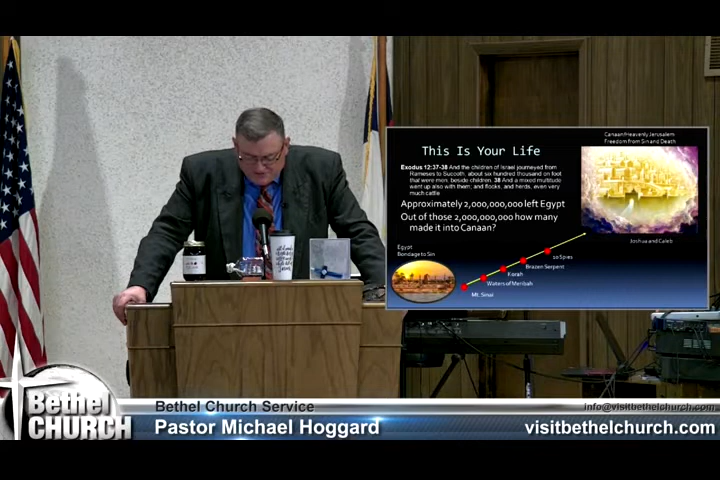 Canaan/Heavenly Jerusalem
Freedom from Sin and Death
This Is Your Life
Exodus 12:37-38 And the children of Israel journeyed from
Rameses to Succoth, about six hundred thousand on foot
that were men, beside children. 38 And a mixed multitude
went up also with them; and flocks, and herds, even very
much cattle.
Approximately 2,000,000,000 left Egypt
Out of those 2,000,000,000 how many
made it into Canaan?
Joshua and Caleb
Egypt
Bondage to Sin
10 Spies
Brazen Serpent
Korah
Waters of Meribah
Mt. Sinai
Bethel
CHURCH
Bethel Church Service
info@visitbethelchurch.com
Pastor Michael Hoggard
visitbethelchurch.com